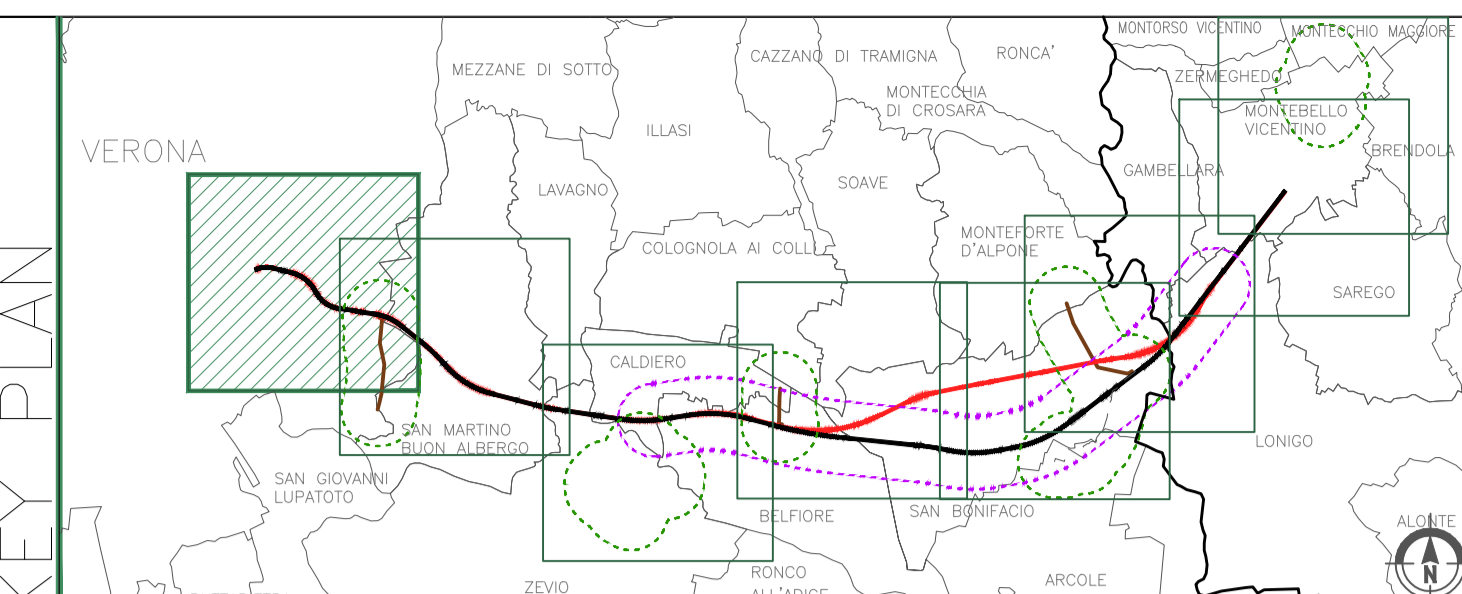 KEY PLAN
MONTORSO VICENTINO
MONTECCHIO MAGGIORE
CAZZANO DI TRAMIGNA
RONCA'
MEZZANE DI SOTTO
ZERMEGHEDO
MONTECCHIA
DI CROSARA
MONTEBELLO
VICENTINO
ILLASI
VERONA
BRENDOLA
GAMBELLARA
LAVAGNO
SOAVE
MONTEFORTE
D'ALPONE
COLOGNOLA AI COLLI
SAREGO
CALDIERO
SAN MARTINO
BUON ALBERGO
LONIGO
SAN GIOVANNI
LUPATOTO
BELFIORE
SAN BONIFACIO
ALONTE
RONCO
ALL'ADIGE
ARCOLE
ZEVIO
N